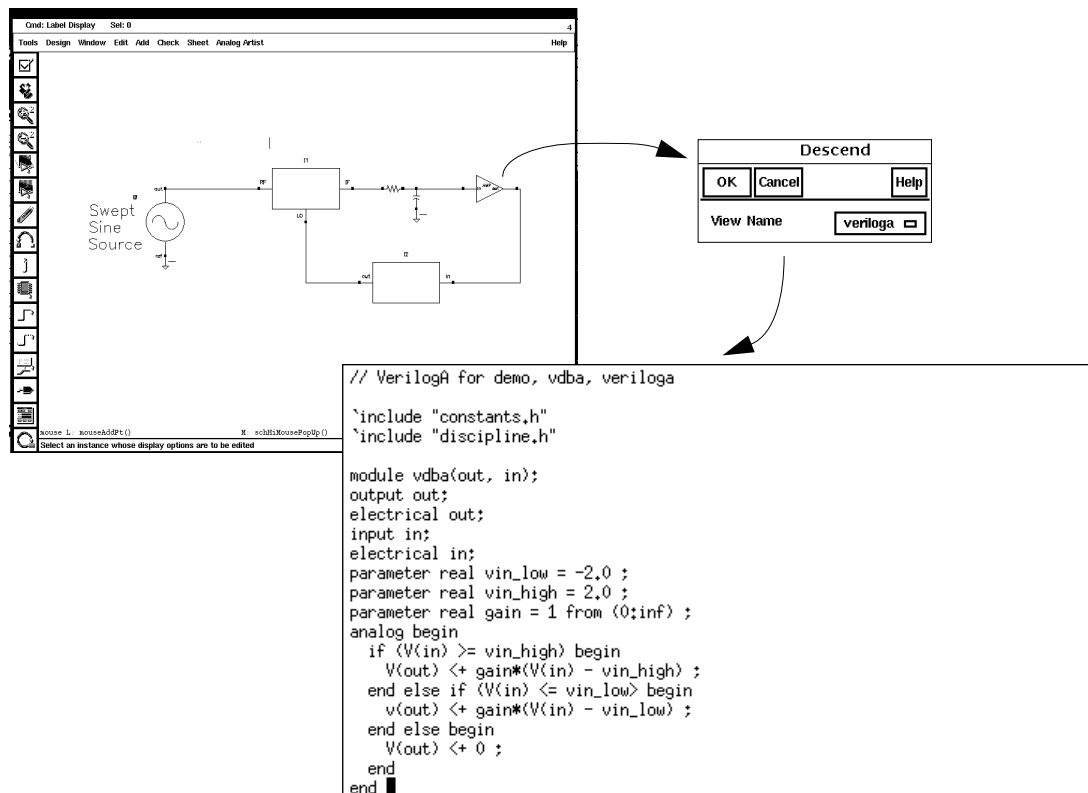 Cmd: Label Display Sel: 0 4
Tools Design Window Edit Add Check Sheet Analog Artist Help
I1
RF IF
LO
out
Swept
Sine
Source
ref
I2
out in
mouse L: mouseAddPt() M: schHiMousePopUp()
Select an instance whose display options are to be edited
Descend
OK Cancel Help
View Name veriloga
// VerilogA for demo, vdba, veriloga
`include "constants.h"
`include "discipline.h"
module vdba(out, in);
output out;
electrical out;
input in;
electrical in;
parameter real vin_low = -2.0 ;
parameter real vin_high = 2.0 ;
parameter real gain = 1 from (0:inf) ;
analog begin
if (V(in) >= vin_high) begin
V(out) <+ gain*(V(in) - vin_high) ;
end else if (V(in) <= vin_low> begin
v(out) <+ gain*(V(in) - vin_low) ;
end else begin
V(out) <+ 0 ;
end
end